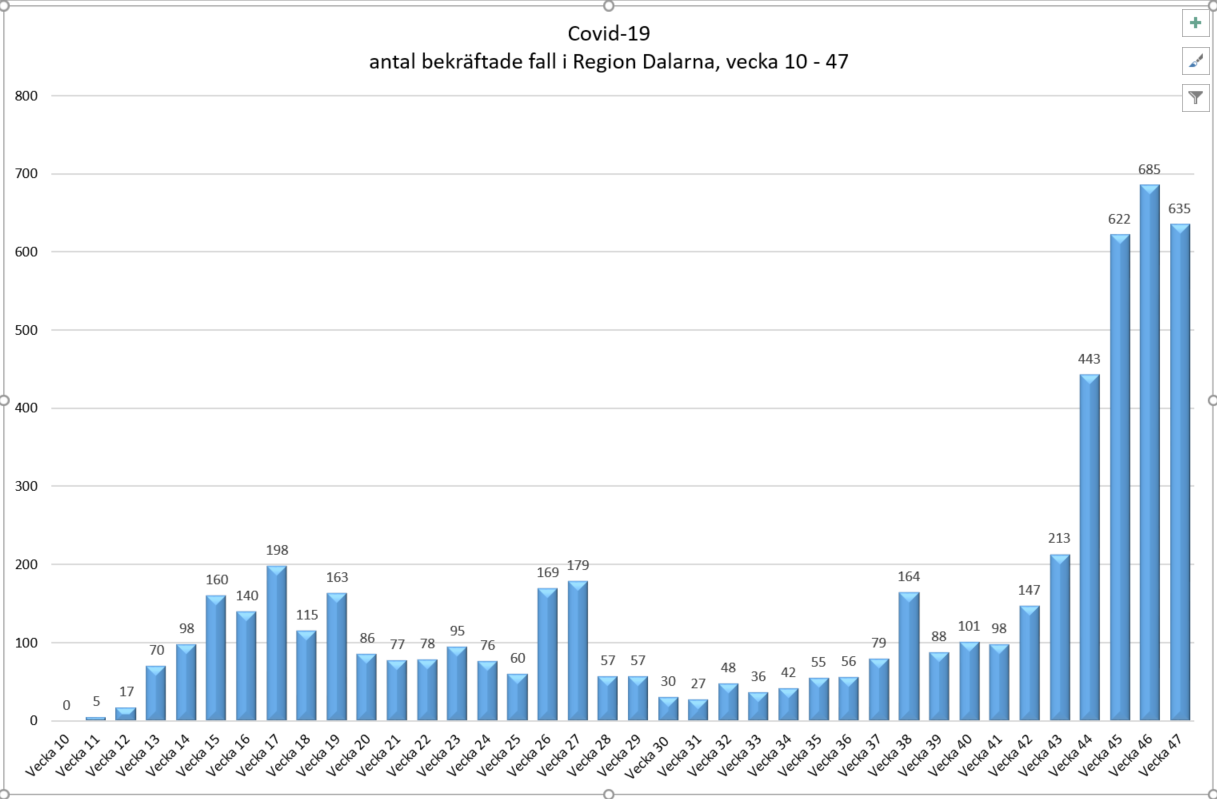 Covid-19
antal bekräftade fall i Region Dalarna, vecka 10 - 47
800
700
600
500
400
300
200
100
0
0
5
17
70
98
160
140
198
115
163
86
77
78
95
76
60
169
179
57
57
30
27
48
36
42
55
56
79
164
88
101
98
147
213
443
622
685
635
Vecka 10
Vecka 11
Vecka 12
Vecka 13
Vecka 14
Vecka 15
Vecka 16
Vecka 17
Vecka 18
Vecka 19
Vecka 20
Vecka 21
Vecka 22
Vecka 23
Vecka 24
Vecka 25
Vecka 26
Vecka 27
Vecka 28
Vecka 29
Vecka 30
Vecka 31
Vecka 32
Vecka 33
Vecka 34
Vecka 35
Vecka 36
Vecka 37
Vecka 38
Vecka 39
Vecka 40
Vecka 41
Vecka 42
Vecka 43
Vecka 44
Vecka 45
Vecka 46
Vecka 47